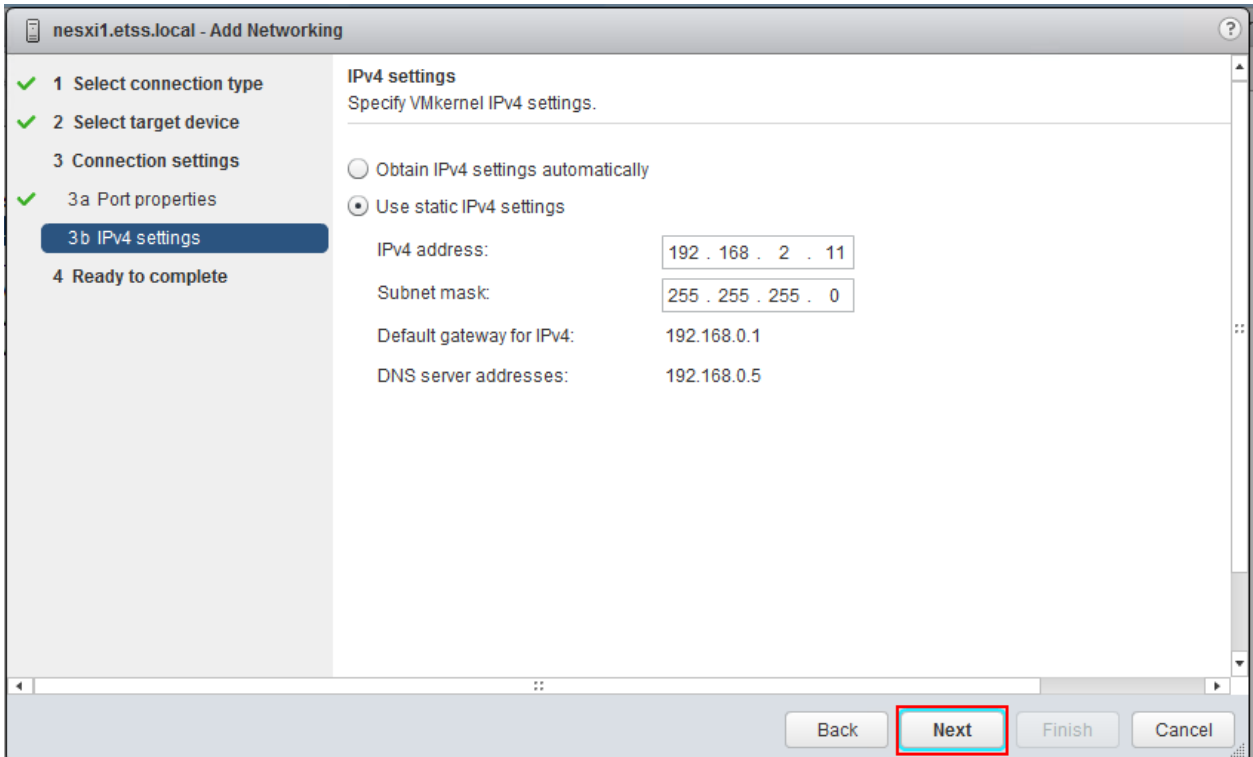 nesxi1.etss.local - Add Networking
?
1 Select connection type
2 Select target device
3 Connection settings
3a Port properties
3b IPv4 settings
4 Ready to complete
IPv4 settings
Specify VMkernel IPv4 settings.
Obtain IPv4 settings automatically
Use static IPv4 settings
IPv4 address: 192 . 168 . 2 . 11
Subnet mask: 255 . 255 . 255 . 0
Default gateway for IPv4: 192.168.0.1
DNS server addresses: 192.168.0.5
Back Next Finish Cancel